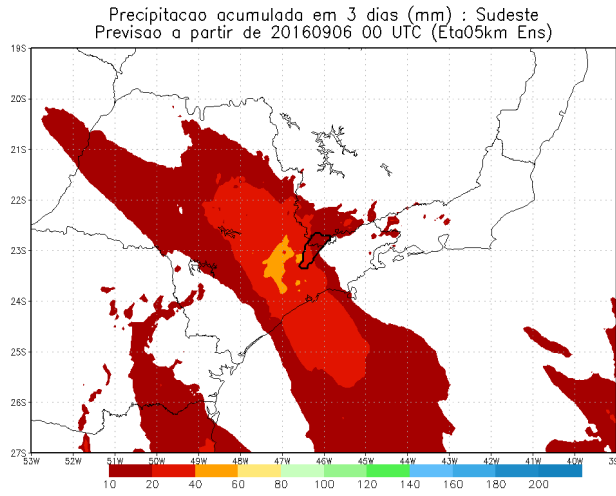 Precipitacao acumulada em 3 dias (mm) : Sudeste
Previsao a partir de 20160906 00 UTC (Eta05km Ens)
19S
20S
21S
22S
23S
24S
25S
26S
27S
53W 52W 51W 50W 49W 48W 47W 46W 45W 44W 43W 42W 41W 40W 39
10 20 40 60 80 100 120 140 160 180 200